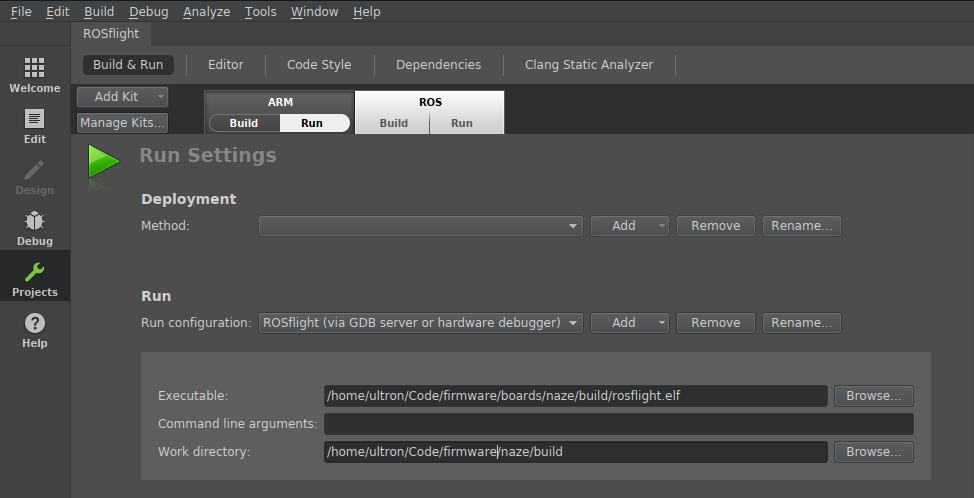 File Edit Build Debug Analyze Tools Window Help
ROSflight
Build & Run Editor Code Style Dependencies Clang Static Analyzer
Welcome
Add Kit
Manage Kits...
ARM
Build Run
ROS
Build Run
Edit
Design
Debug
Projects
Help
Run Settings
Deployment
Method: Add Remove Rename...
Run
Run configuration: ROSflight (via GDB server or hardware debugger) Add Remove Rename...
Executable: /home/ultron/Code/firmware/boards/naze/build/rosflight.elf Browse...
Command line arguments:
Work directory: /home/ultron/Code/firmware/naze/build Browse...